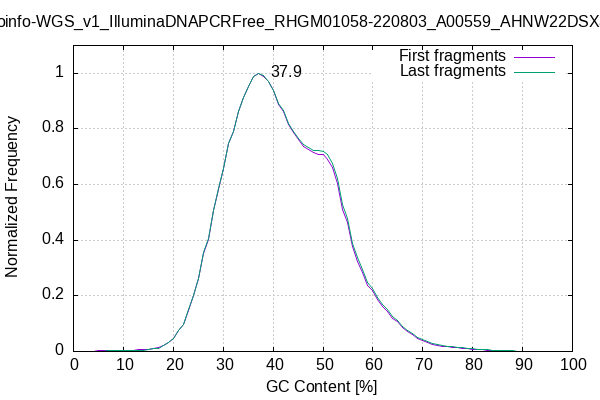 oinfo-WGS_v1_IlluminaDNAPCRFree_RHGM01058-220803_A00559_AHNW22DSX
First fragments
Last fragments
37.9
1
0.8
0.6
0.4
0.2
0
Normalized Frequency
0 10 20 30 40 50 60 70 80 90 100
GC Content [%]